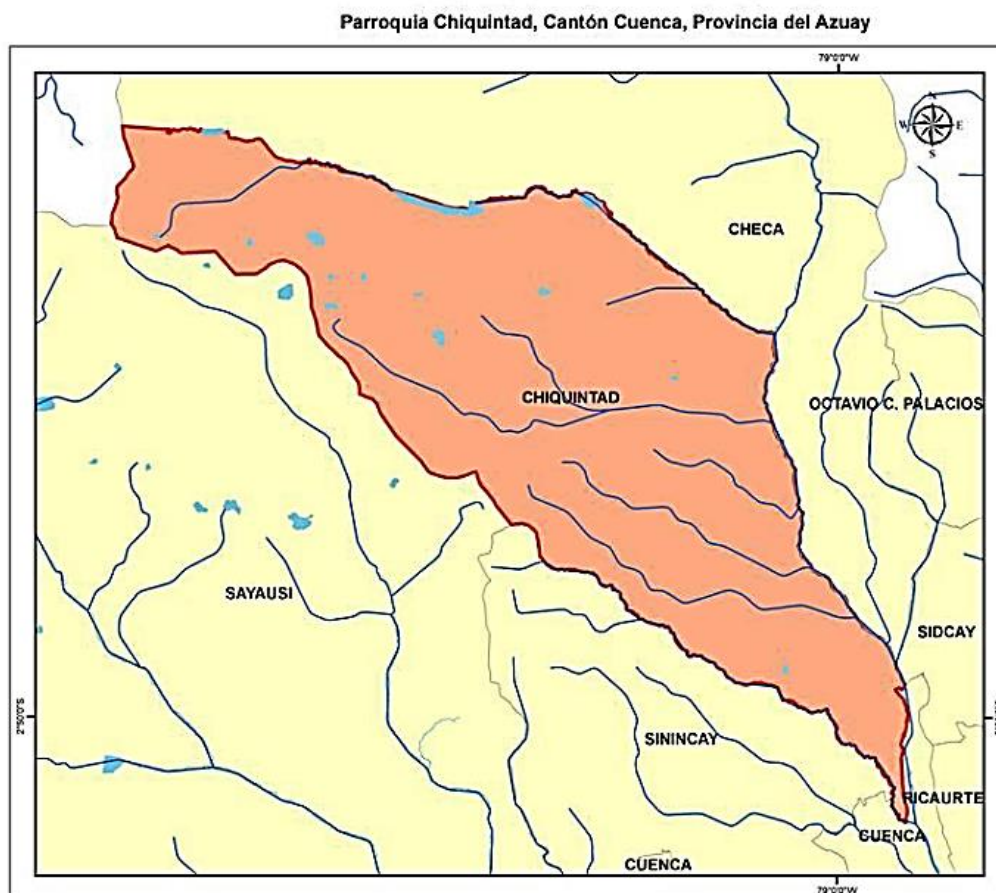 Parroquia Chiquintad, Cantón Cuenca, Provincia del Azuay
79°0'0"W
N
W
E
S
CHECA
CHIQUINTAD
OCTAVIO C. PALACIOS
SAYAUSI
SIDCAY
2°50'0"S
SININCAY
RICAURTE
CUENCA
CUENCA
79°0'0"W